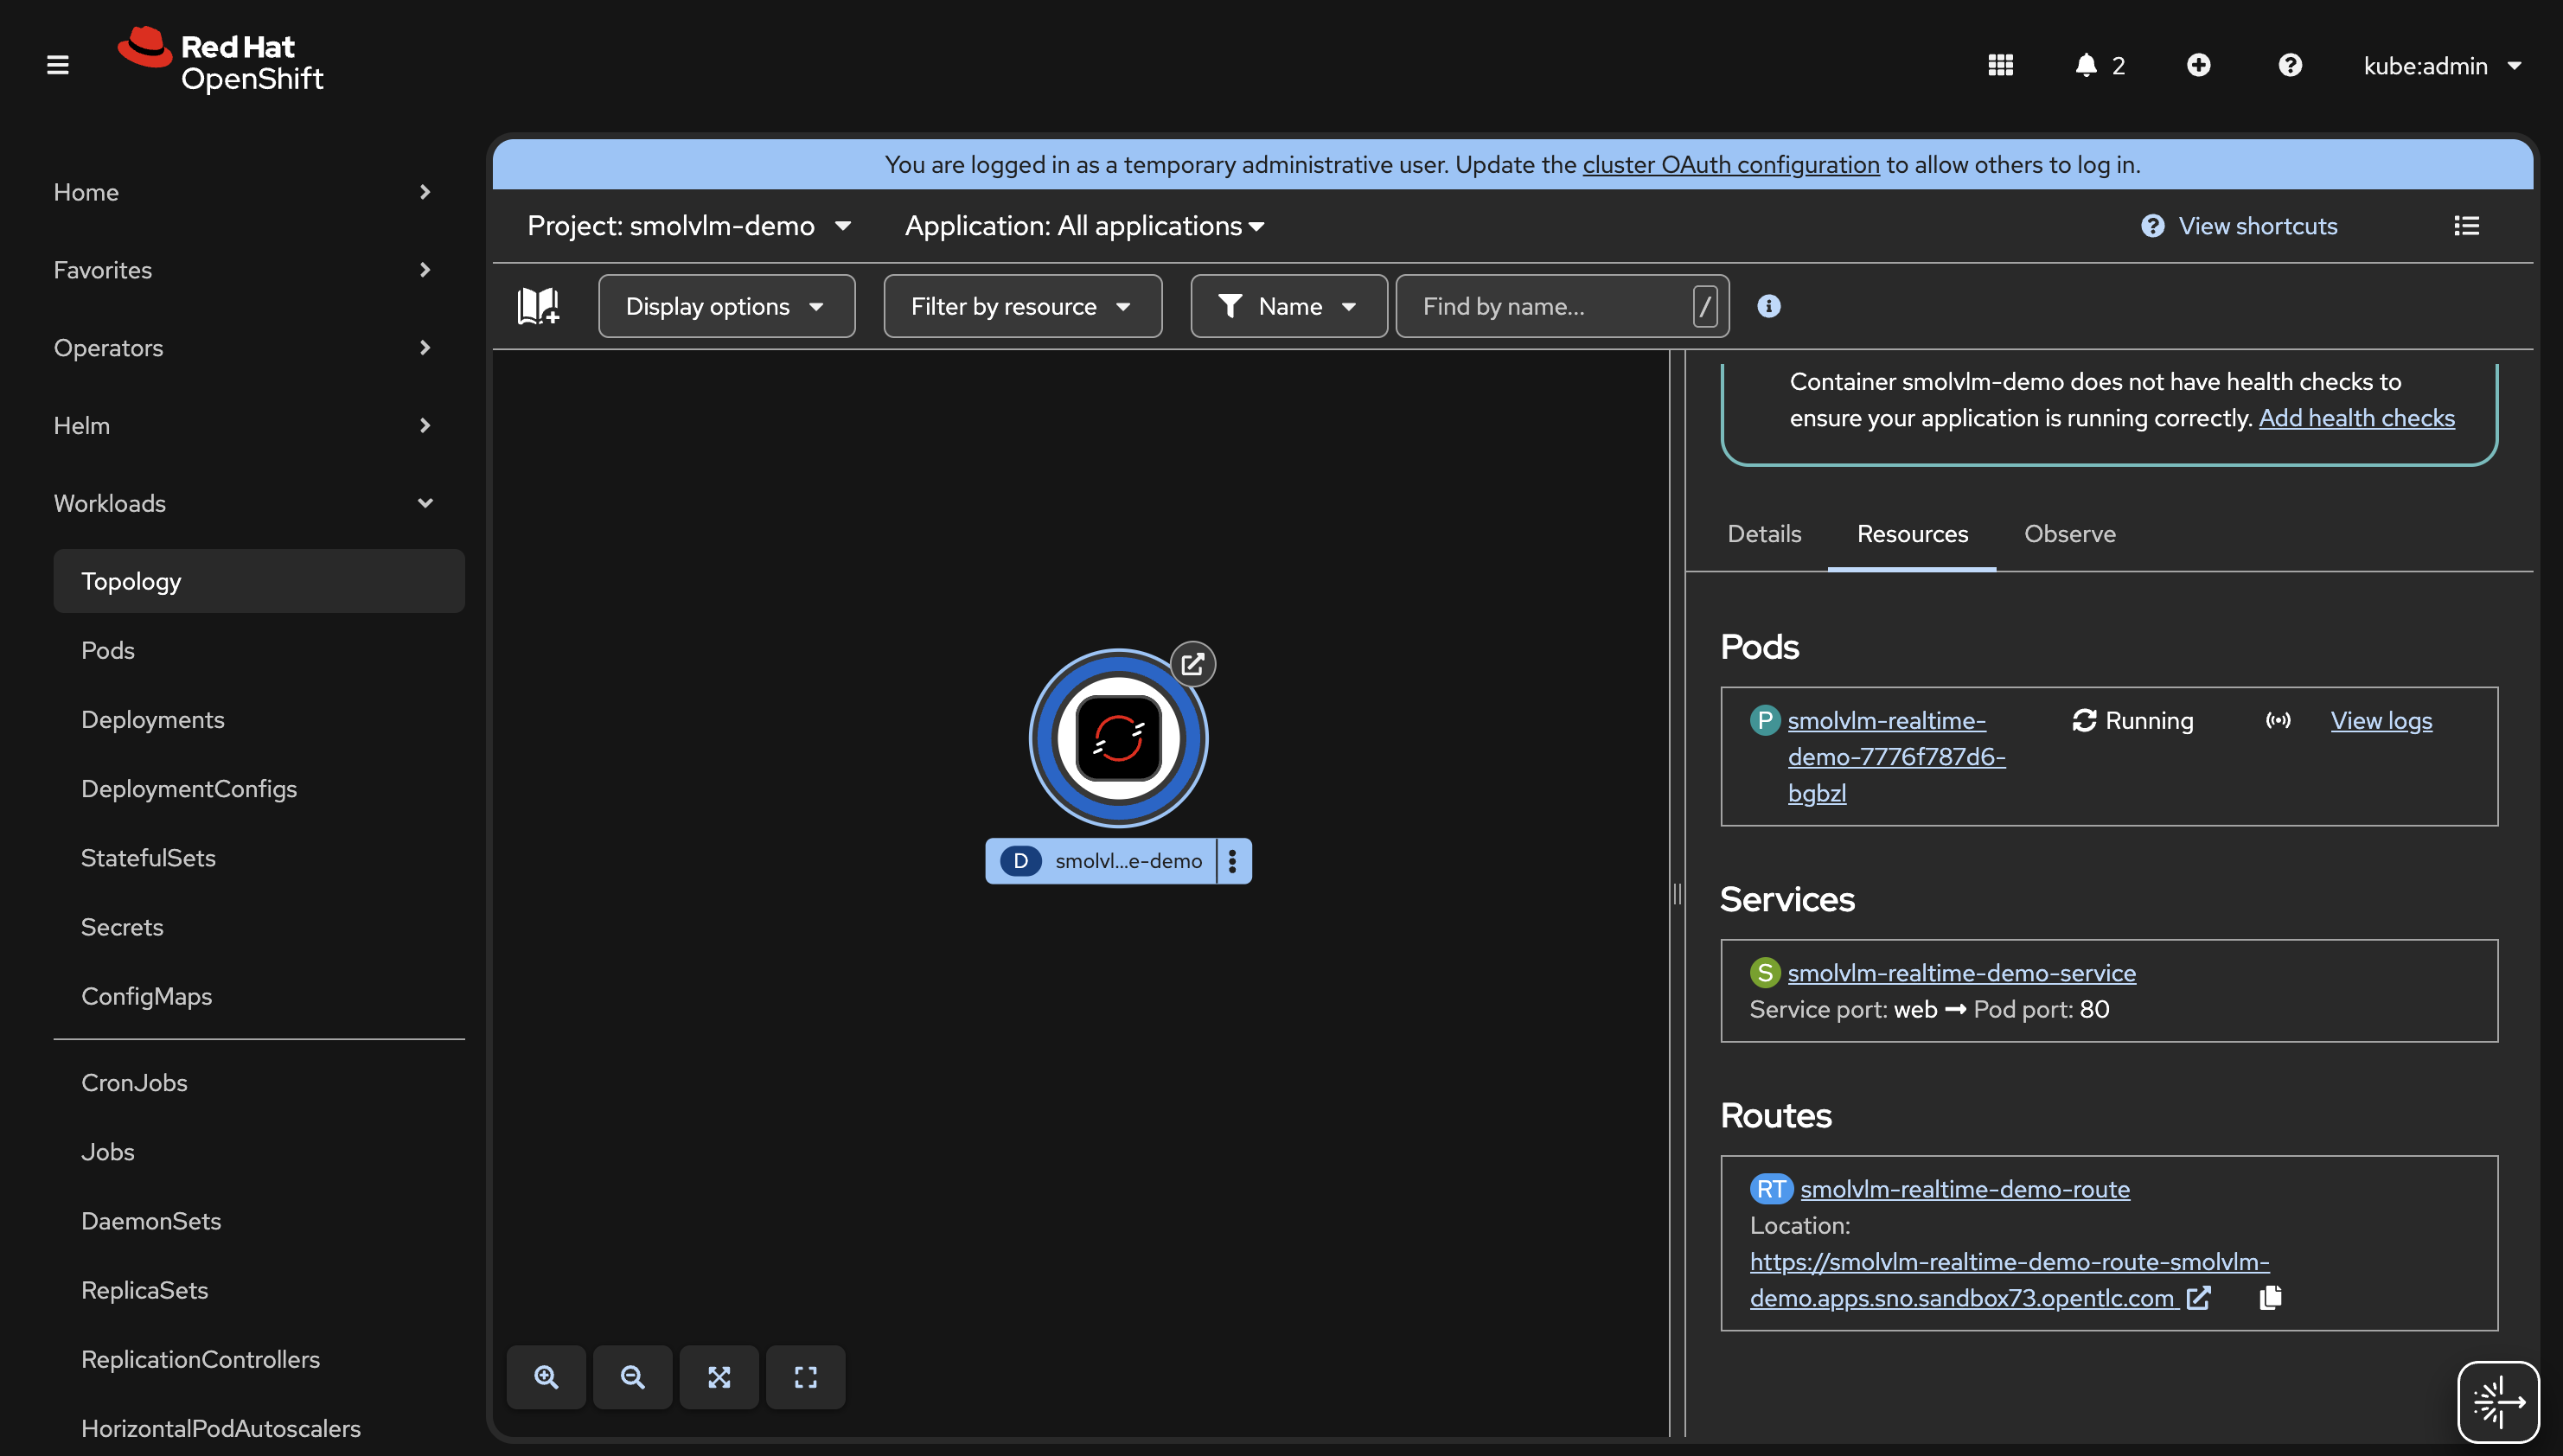 Red Hat
OpenShift
2
kube:admin
Home
Favorites
Operators
Helm
Workloads
Topology
Pods
Deployments
DeploymentConfigs
StatefulSets
Secrets
ConfigMaps
CronJobs
Jobs
DaemonSets
ReplicaSets
ReplicationControllers
HorizontalPodAutoscalers
You are logged in as a temporary administrative user. Update the cluster OAuth configuration to allow others to log in.
Project: smolvlm-demo
Application: All applications
View shortcuts
Display options
Filter by resource
Name
Find by name...
/
D smolvl...e-demo
Container smolvlm-demo does not have health checks to
ensure your application is running correctly. Add health checks
Details Resources Observe
Pods
P smolvlm-realtime- Running View logs
demo-7776f787d6-
bgbzl
Services
S smolvlm-realtime-demo-service
Service port: web → Pod port: 80
Routes
RT smolvlm-realtime-demo-route
Location:
https://smolvlm-realtime-demo-route-smolvlm-
demo.apps.sno.sandbox73.opentlc.com